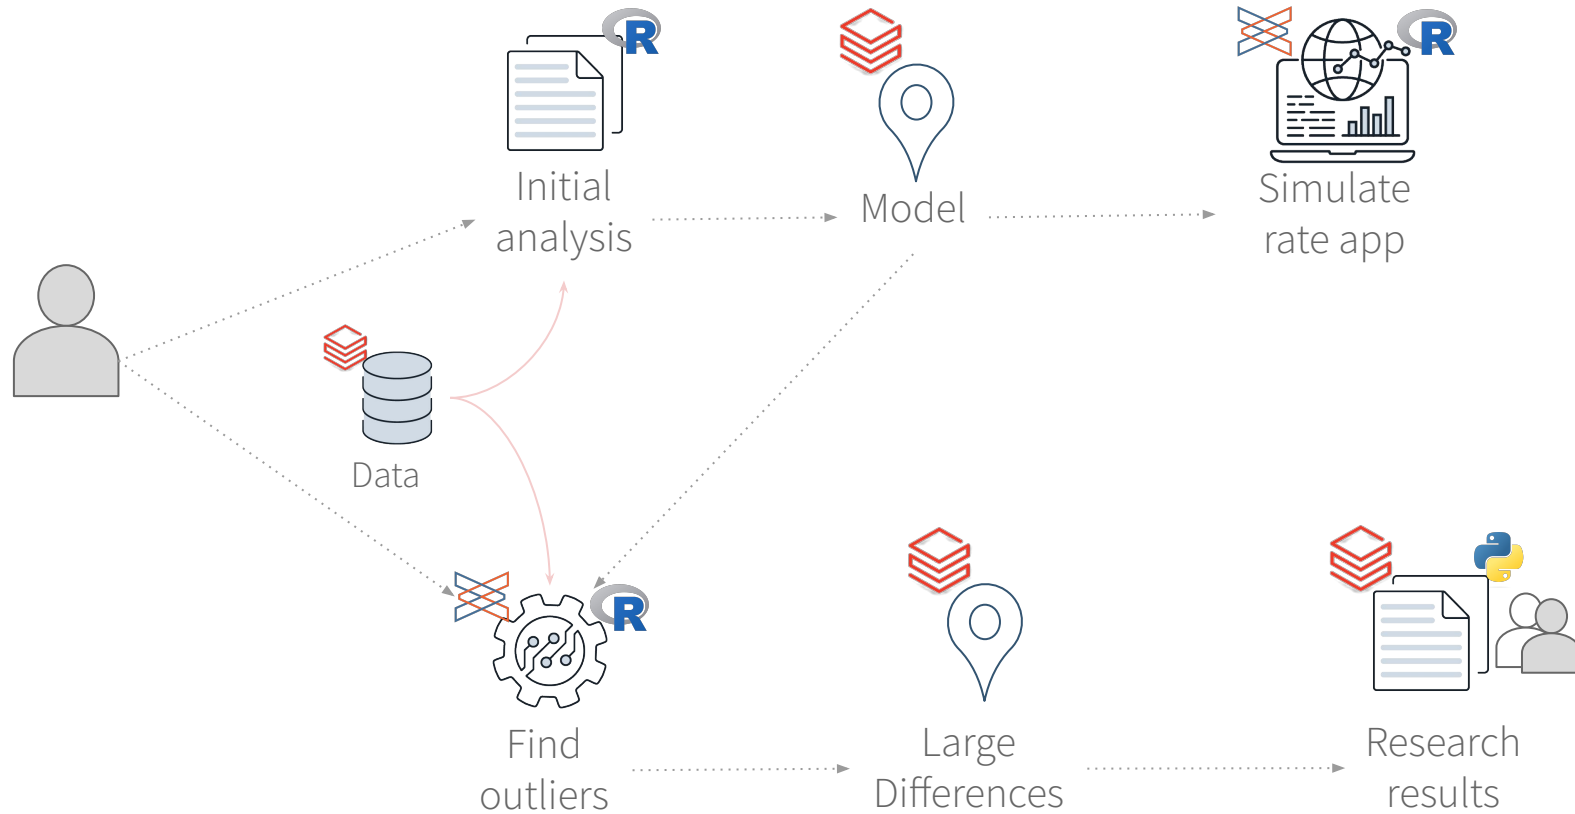 R
R
Initial
analysis
Model
Simulate
rate app
Data
R
Find
outliers
Large
Differences
Research
results